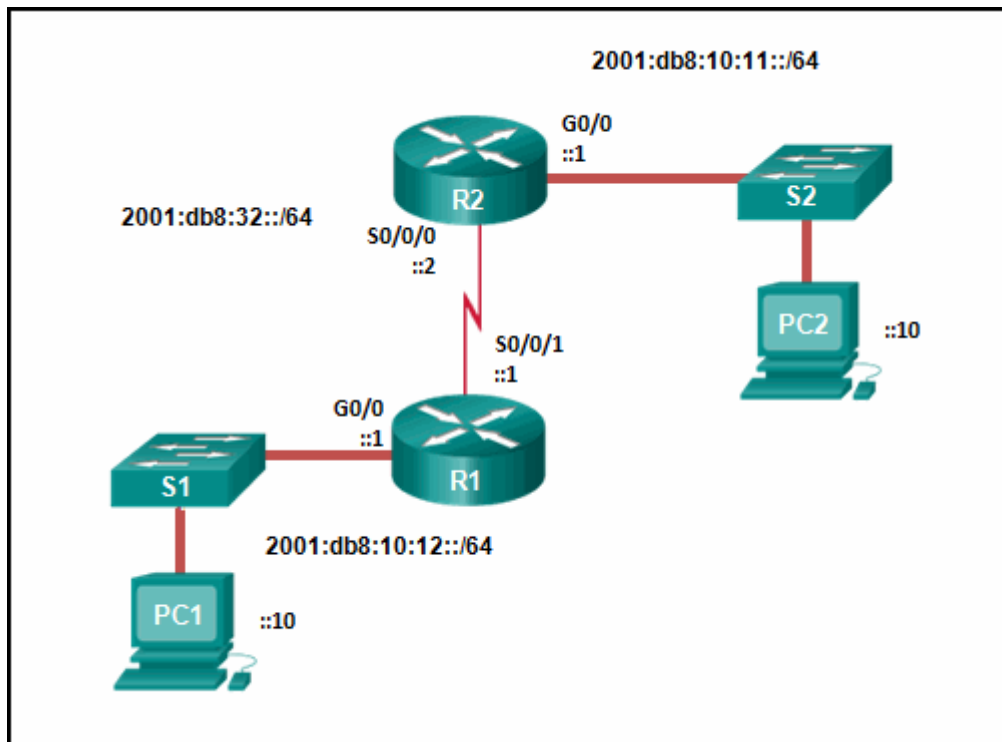 2001:db8:10:11::/64
G0/0
::1
R2
S2
2001:db8:32::/64
S0/0/0
::2
PC2
::10
S0/0/1
::1
G0/0
::1
R1
S1
2001:db8:10:12::/64
PC1
::10